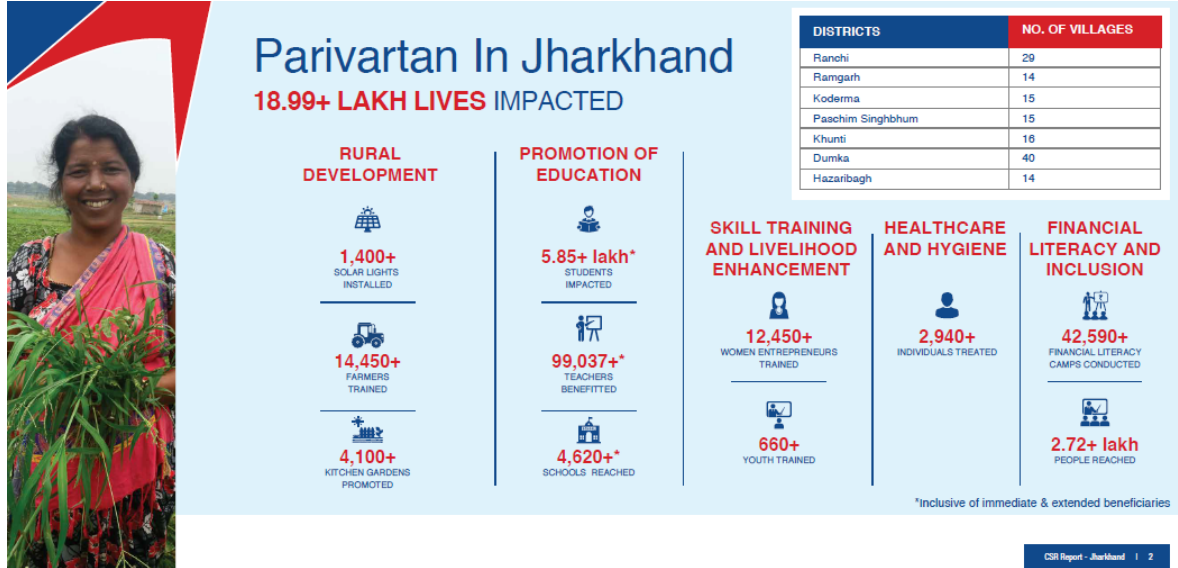 Parivartan In Jharkhand
18.99+ LAKH LIVES IMPACTED
DISTRICTS NO. OF VILLAGES
Ranchi 29
Ramgarh 14
Koderma 15
Paschim Singhbhum 15
Khunti 16
Dumka 40
Hazaribagh 14
RURAL
DEVELOPMENT
1,400+
SOLAR LIGHTS
INSTALLED
14,450+
FARMERS
TRAINED
4,100+
KITCHEN GARDENS
PROMOTED
PROMOTION OF
EDUCATION
5.85+ lakh*
STUDENTS
IMPACTED
99,037+*
TEACHERS
BENEFITTED
4,620+*
SCHOOLS REACHED
SKILL TRAINING
AND LIVELIHOOD
ENHANCEMENT
12,450+
WOMEN ENTREPRENEURS
TRAINED
660+
YOUTH TRAINED
HEALTHCARE
AND HYGIENE
2,940+
INDIVIDUALS TREATED
FINANCIAL
LITERACY AND
INCLUSION
42,590+
FINANCIAL LITERACY
CAMPS CONDUCTED
2.72+ lakh
PEOPLE REACHED
*Inclusive of immediate & extended beneficiaries
CSR Report - Jharkhand I 2